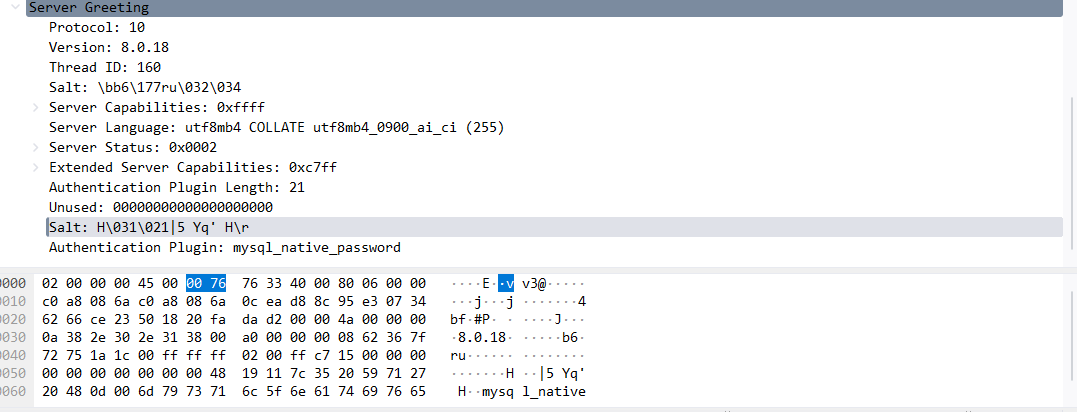 Server Greeting
Protocol: 10
Version: 8.0.18
Thread ID: 160
Salt: \bb6\177ru\032\034
Server Capabilities: 0xffff
Server Language: utf8mb4 COLLATE utf8mb4_0900_ai_ci (255)
Server Status: 0x0002
Extended Server Capabilities: 0xc7ff
Authentication Plugin Length: 21
Unused: 00000000000000000000
Salt: H\031\021|5 Yq' H\r
Authentication Plugin: mysql_native_password
0000 02 00 00 00 45 00 00 76 76 33 40 00 80 06 00 00 ····E··v v3@·····
0010 c0 a8 08 6a c0 a8 08 6a 0c ea d8 8c 95 e3 07 34 ···j···j ·······4
0020 62 66 ce 23 50 18 20 fa da d2 00 00 4a 00 00 00 bf·#P· · ····J···
0030 0a 38 2e 30 2e 31 38 00 a0 00 00 00 08 62 36 7f ·8.0.18· ·····b6·
0040 72 75 1a 1c 00 ff ff ff 02 00 ff c7 15 00 00 00 ru······ ········
0050 00 00 00 00 00 00 00 48 19 11 7c 35 20 59 71 27 ·······H ··|5 Yq'
0060 20 48 0d 00 6d 79 73 71 6c 5f 6e 61 74 69 76 65 H··mysq l_native